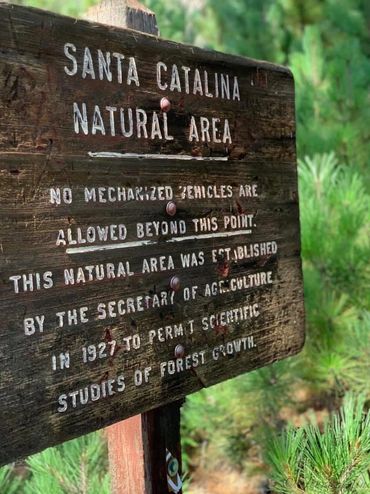 SANTA CATALINA
NATURAL AREA
NO MECHANIZED VEHICLES ARE
ALLOWED BEYOND THIS POINT.
THIS NATURAL AREA WAS ESTABLISHED
BY THE SECRETARY OF AGRICULTURE
IN 1927 TO PERMIT SCIENTIFIC
STUDIES OF FOREST GROWTH.